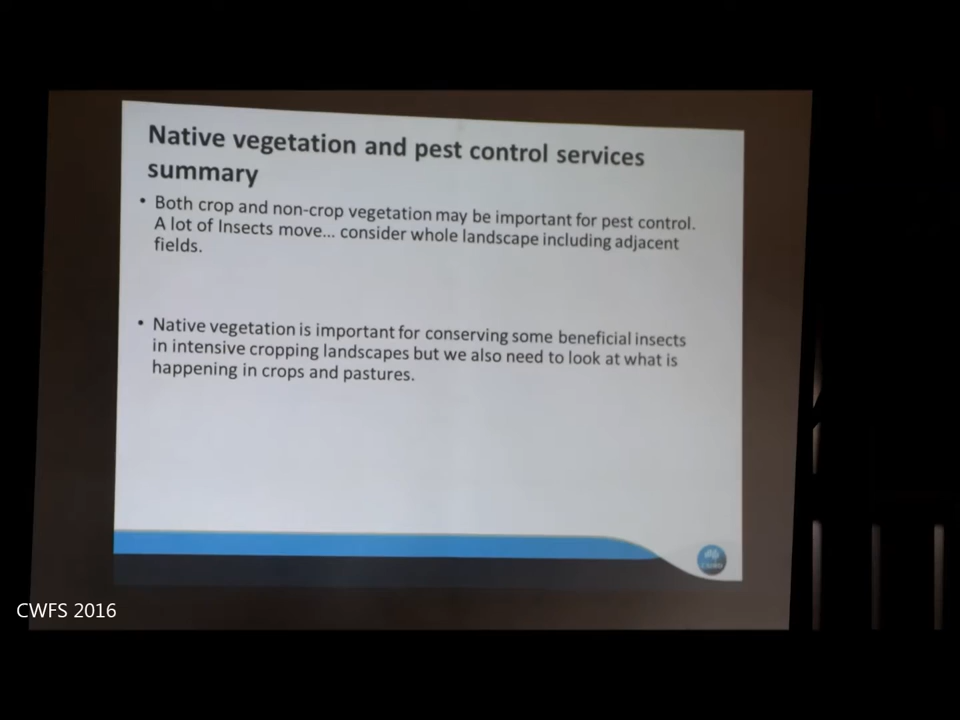 Native vegetation and pest control services
summary
• Both crop and non-crop vegetation may be important for pest control.
A lot of Insects move... consider whole landscape including adjacent
fields.
• Native vegetation is important for conserving some beneficial insects
in intensive cropping landscapes but we also need to look at what is
happening in crops and pastures.
CWFS 2016